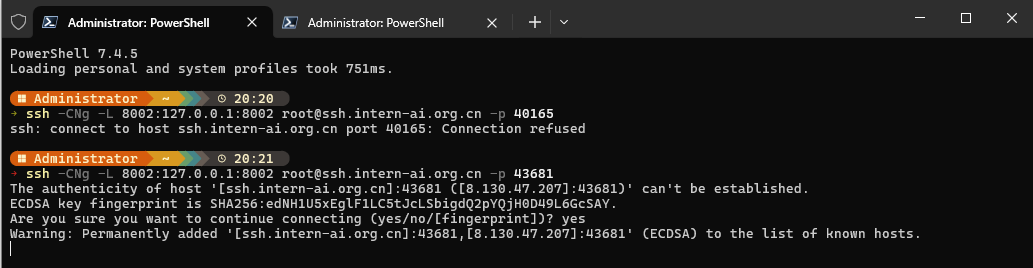 Administrator: PowerShell
Administrator: PowerShell
PowerShell 7.4.5
Loading personal and system profiles took 751ms.
Administrator ~ 20:20
ssh -CNg -L 8002:127.0.0.1:8002 root@ssh.intern-ai.org.cn -p 40165
ssh: connect to host ssh.intern-ai.org.cn port 40165: Connection refused
Administrator ~ 20:21
ssh -CNg -L 8002:127.0.0.1:8002 root@ssh.intern-ai.org.cn -p 43681
The authenticity of host '[ssh.intern-ai.org.cn]:43681 ([8.130.47.207]:43681)' can't be established.
ECDSA key fingerprint is SHA256:edNH1U5xEglF1LC5tJcLSbigdQ2pYQjH0D49L6GcSAY.
Are you sure you want to continue connecting (yes/no/[fingerprint])? yes
Warning: Permanently added '[ssh.intern-ai.org.cn]:43681,[8.130.47.207]:43681' (ECDSA) to the list of known hosts.